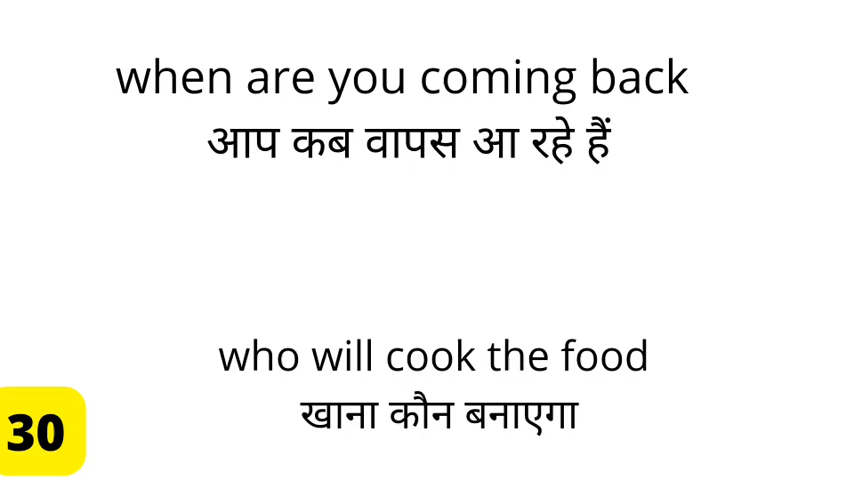 when are you coming back
आप कब वापस आ रहे हैं
who will cook the food
खाना कौन बनाएगा
30